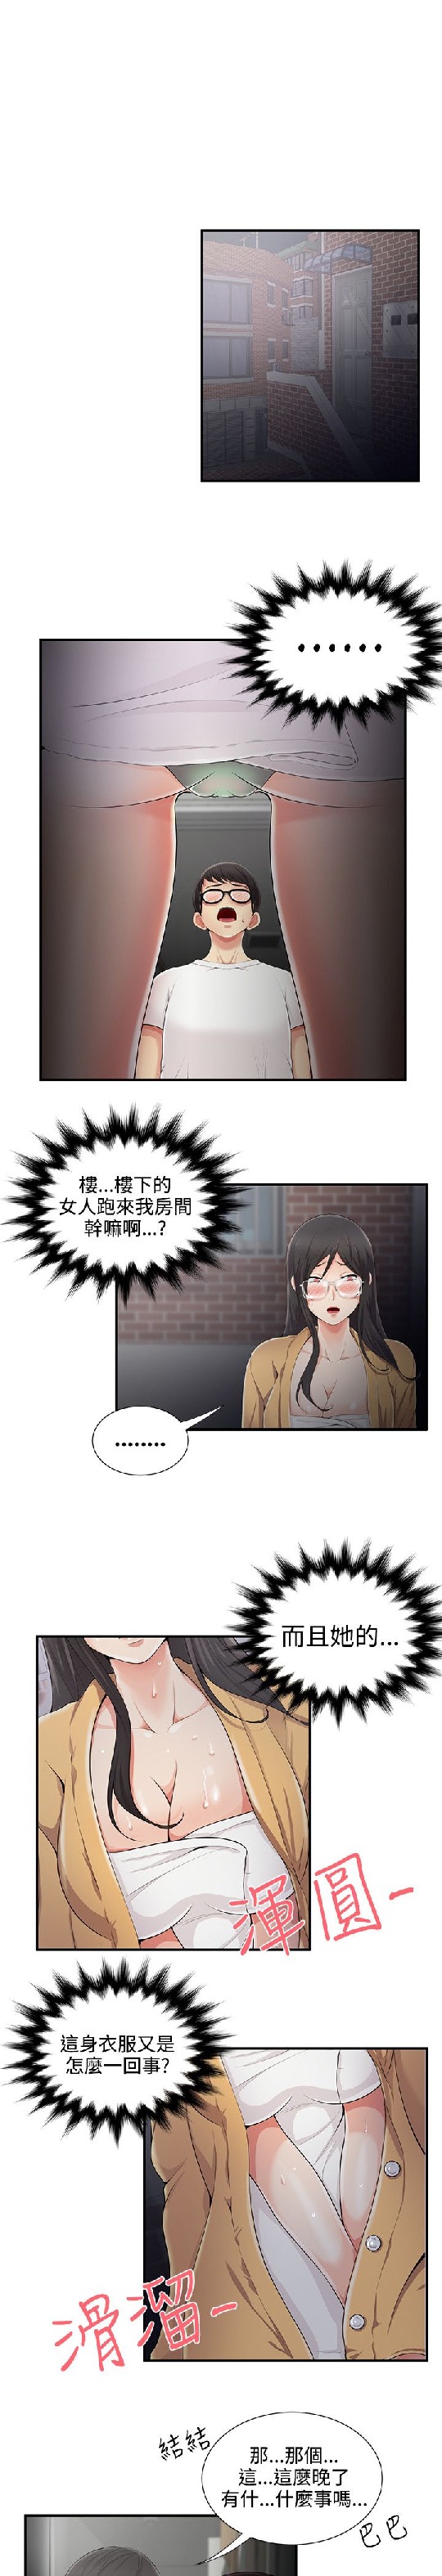 ••••••
樓...樓下的
女人跑來我房間
幹嘛啊...?
••••••••
而且她的...
渾圓-
這身衣服又是
怎麼一回事?
滑溜-
結結
那...那個...
這...這麼晚了
有什...什麼事嗎...
巴巴